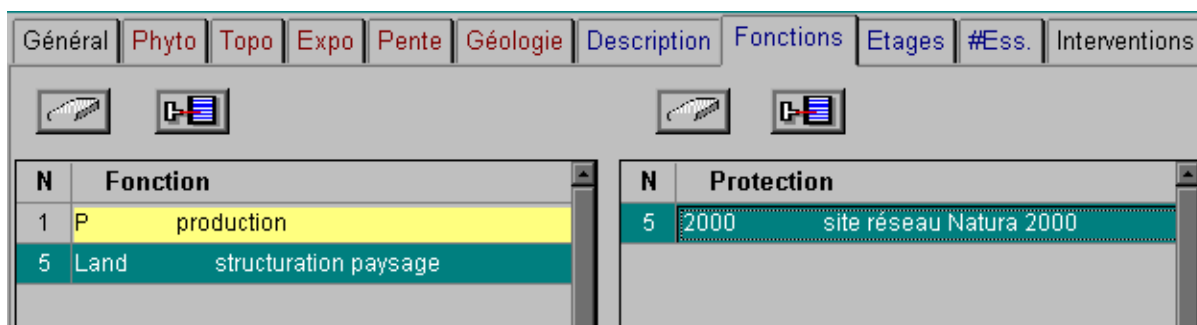 Général Phyto Topo Expo Pente Géologie Description Fonctions Etages #Ess. Interventions
N Fonction
1 P production
5 Land structuration paysage
N Protection
5 2000 site réseau Natura 2000